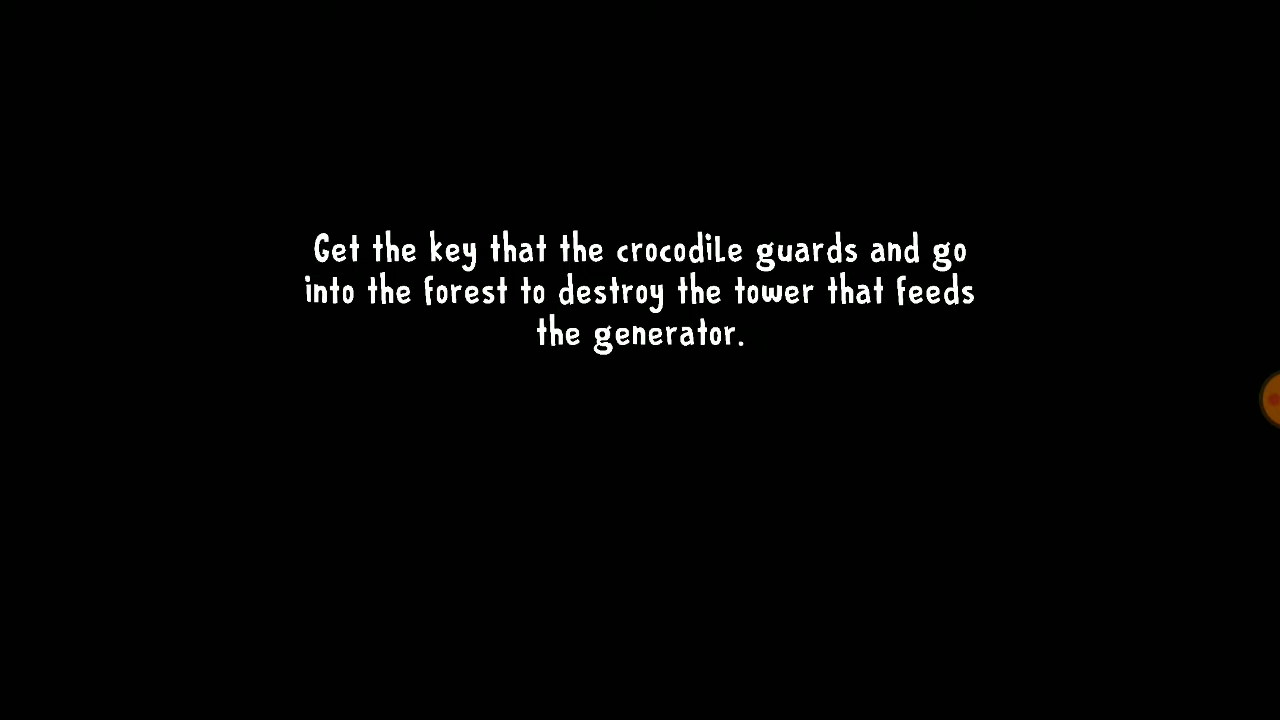 Get the key that the crocodile guards and go
into the forest to destroy the tower that feeds
the generator.